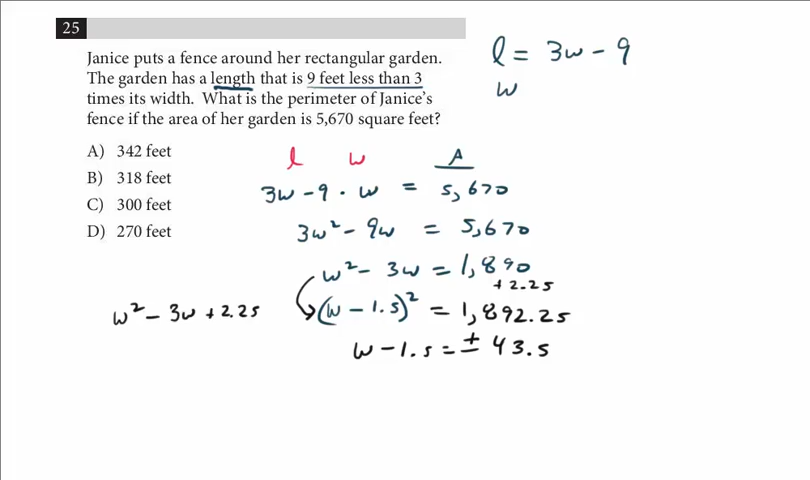 25
Janice puts a fence around her rectangular garden.
The garden has a length that is 9 feet less than 3
times its width. What is the perimeter of Janice's
fence if the area of her garden is 5,670 square feet?
A) 342 feet
B) 318 feet
C) 300 feet
D) 270 feet
l = 3w - 9
w
l w A
3w - 9 · w = 5,670
3w² - 9w = 5,670
w² - 3w = 1,890
+ 2.25
w² - 3w + 2.25
(w - 1.5)² = 1,892.25
w - 1.5 = ± 43.5